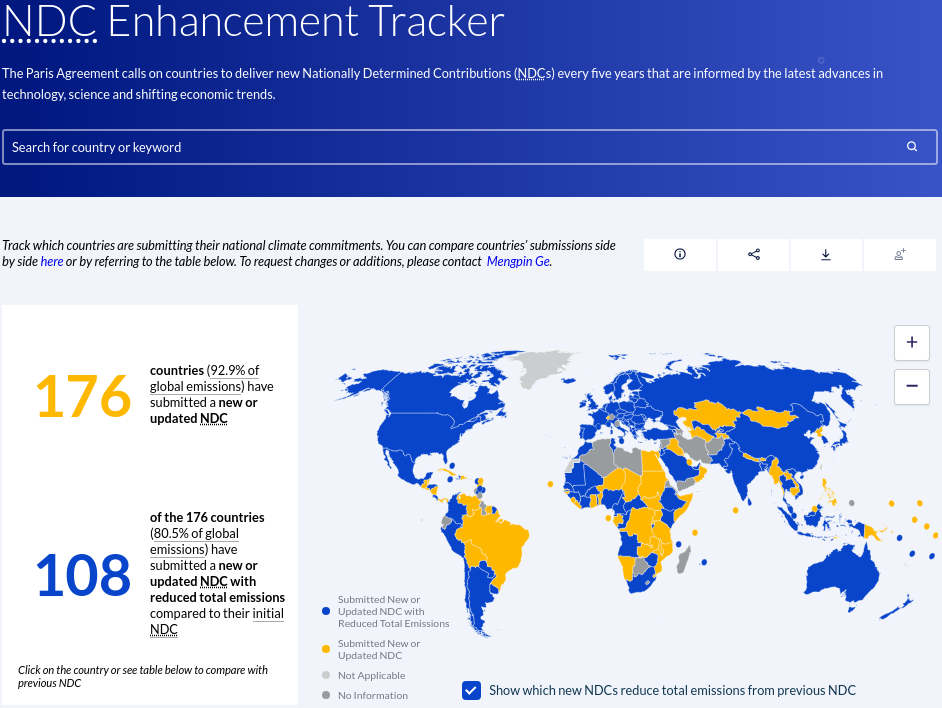 NDC Enhancement Tracker
The Paris Agreement calls on countries to deliver new Nationally Determined Contributions (NDCs) every five years that are informed by the latest advances in
technology, science and shifting economic trends.
Search for country or keyword
Track which countries are submitting their national climate commitments. You can compare countries' submissions side
by side here or by referring to the table below. To request changes or additions, please contact Mengpin Ge.
176
countries (92.9% of
global emissions) have
submitted a new or
updated NDC
108
of the 176 countries
(80.5% of global
emissions) have
submitted a new or
updated NDC with
reduced total emissions
compared to their initial
NDC
Click on the country or see table below to compare with
previous NDC
+
−
Submitted New or
Updated NDC with
Reduced Total Emissions
Submitted New or
Updated NDC
Not Applicable
No Information
Show which new NDCs reduce total emissions from previous NDC